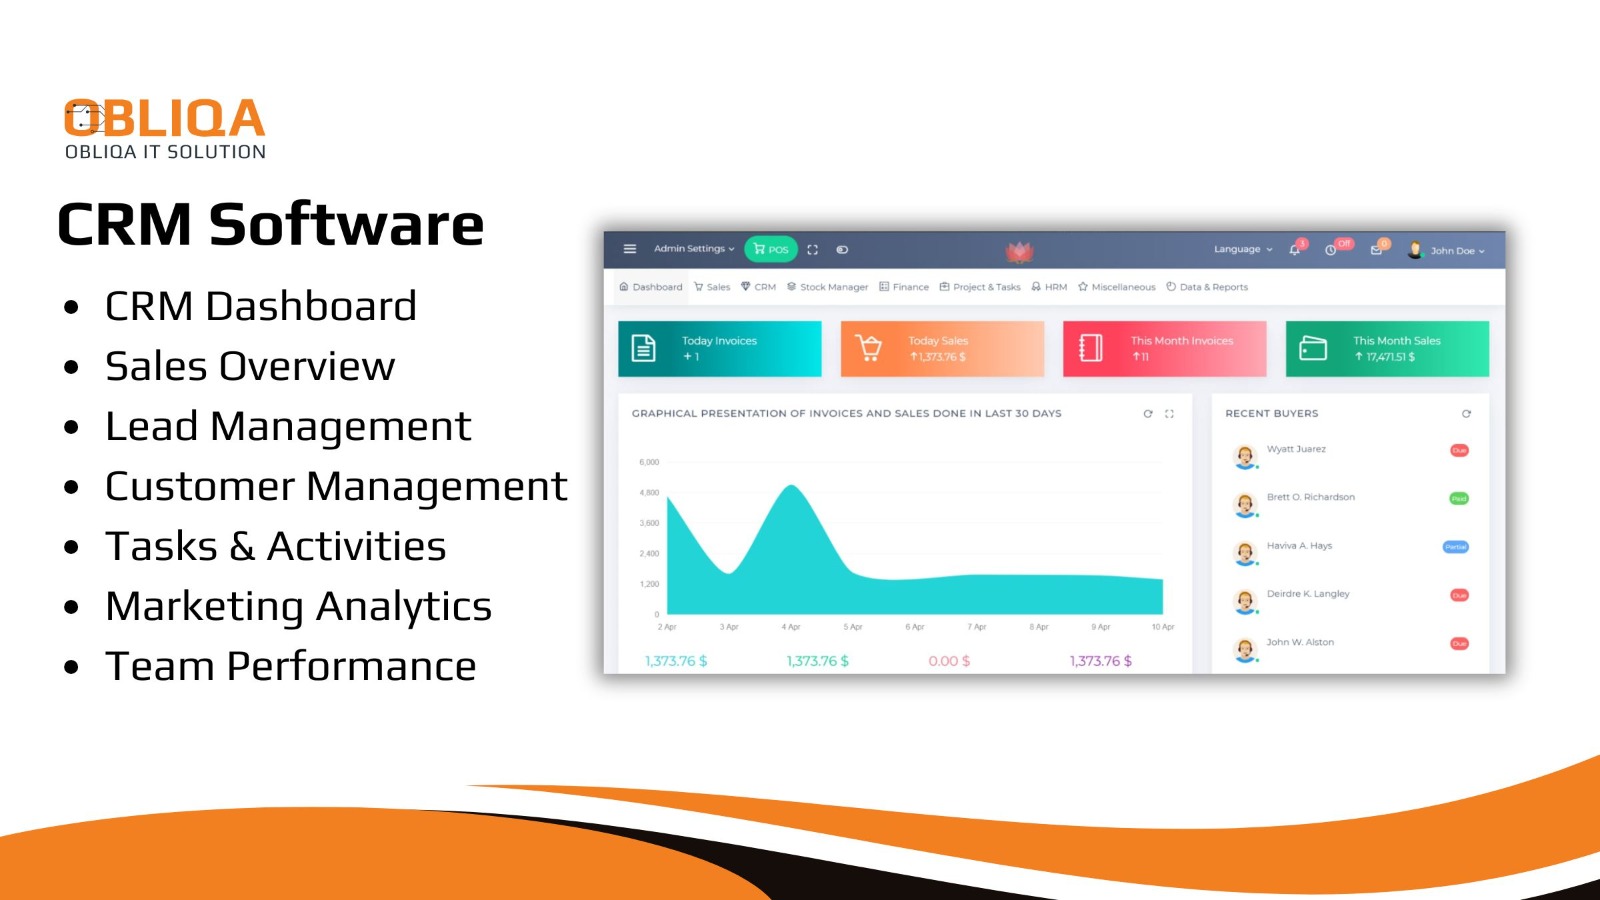 OBLIQA
OBLIQA IT SOLUTION
CRM Software
• CRM Dashboard
• Sales Overview
• Lead Management
• Customer Management
• Tasks & Activities
• Marketing Analytics
• Team Performance
Admin Settings POS Language 3 Off 0 John Doe
Dashboard Sales CRM Stock Manager Finance Project & Tasks HRM Miscellaneous Data & Reports
Today Invoices
+ 1
Today Sales
↑1,373.76 $
This Month Invoices
↑11
This Month Sales
↑ 17,471.51 $
GRAPHICAL PRESENTATION OF INVOICES AND SALES DONE IN LAST 30 DAYS
6,000
4,800
3,600
2,400
1,200
0
2 Apr 3 Apr 4 Apr 5 Apr 6 Apr 7 Apr 8 Apr 9 Apr 10 Apr
1,373.76 $ 1,373.76 $ 0.00 $ 1,373.76 $
RECENT BUYERS
Wyatt Juarez Due
Brett O. Richardson Paid
Haviva A. Hays Partial
Deirdre K. Langley Due
John W. Alston Due